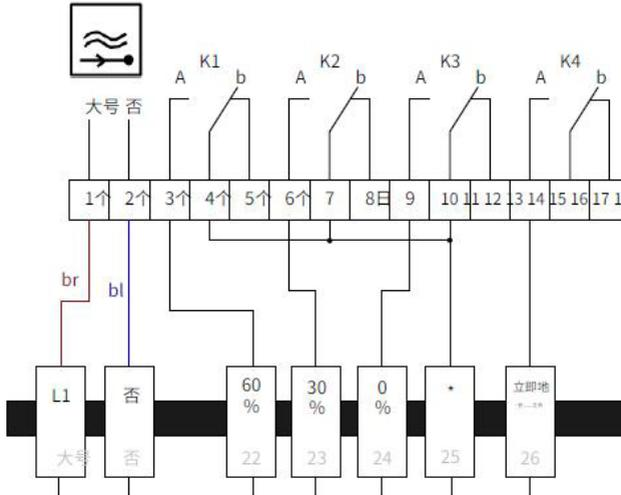 K1 K2 K3 K4
A b A b A b A b
大号 否
1个 2个 3个 4个 5个 6个 7 8日 9 10 11 12 13 14 15 16 17 1
br
bl
L1 否 60 % 30 % 0 % * 立即地
大号 否 22 23 24 25 26